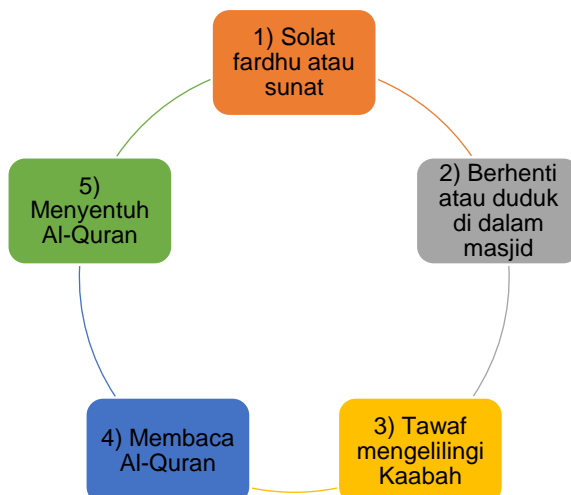 1) Solat
fardhu atau
sunat
2) Berhenti
atau duduk
di dalam
masjid
3) Tawaf
mengelilingi
Kaabah
4) Membaca
Al-Quran
5)
Menyentuh
Al-Quran